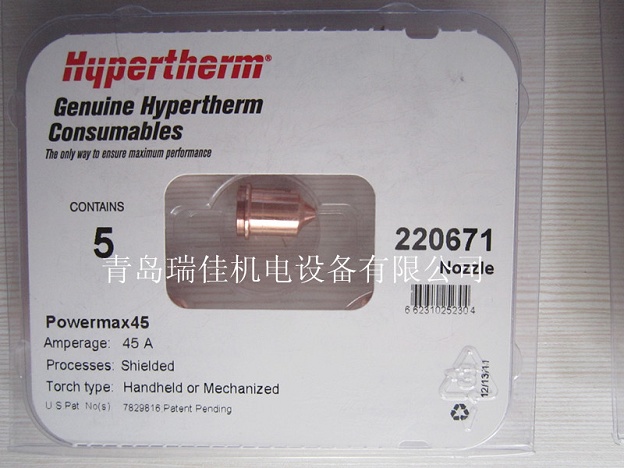 Hypertherm®
Genuine Hypertherm
Consumables
The only way to ensure maximum performance
CONTAINS
5
220671
Nozzle
青岛瑞佳机电设备有限公司
6 62310 25230 4
Powermax45
Amperage: 45 A
Processes: Shielded
Torch type: Handheld or Mechanized
U S Pat No(s) 7829816 Patent Pending
12/13/11